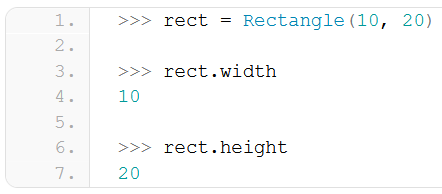 1. >>> rect = Rectangle(10, 20)
2.
3. >>> rect.width
4. 10
5.
6. >>> rect.height
7. 20